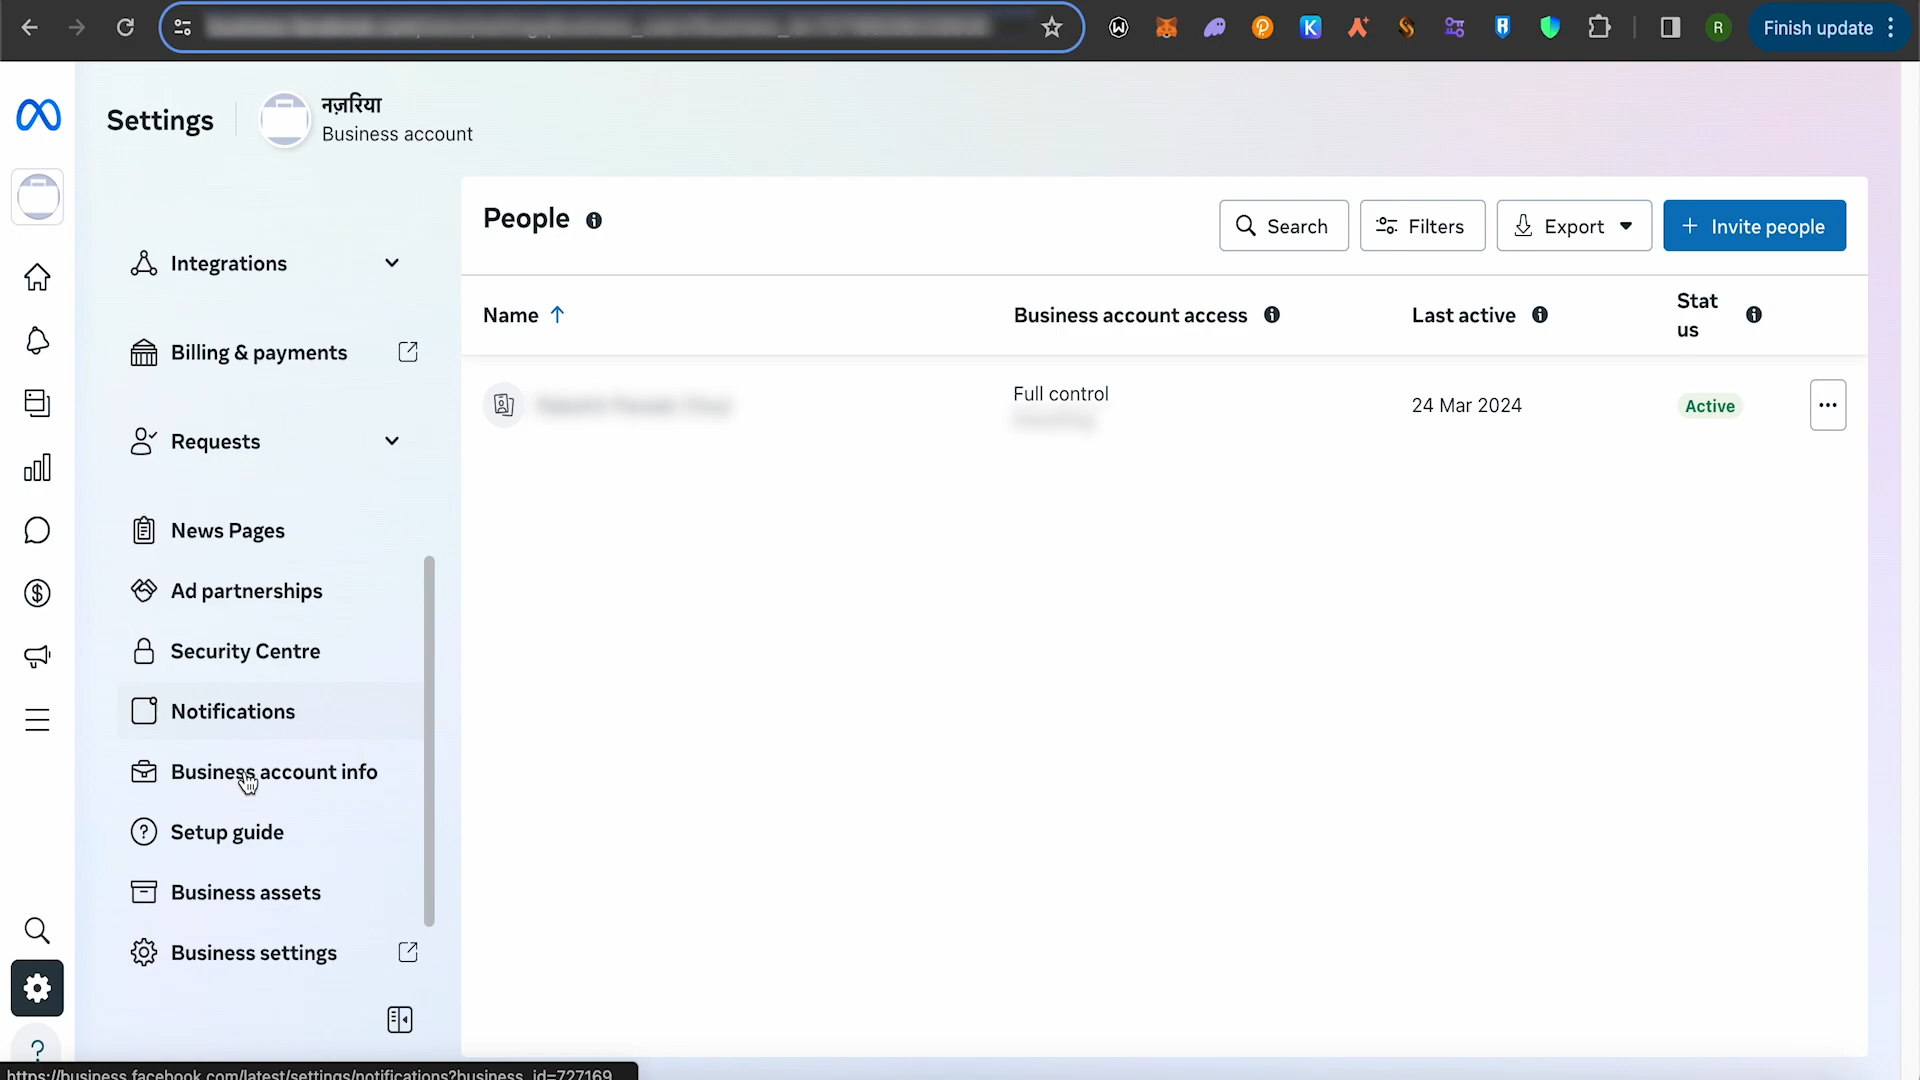 Finish update
Settings
नज़रिया
Business account
Integrations
Billing & payments
Requests
News Pages
Ad partnerships
Security Centre
Notifications
Business account info
Setup guide
Business assets
Business settings
People
Search
Filters
Export
+ Invite people
Name
Business account access
Last active
Stat
us
Full control
24 Mar 2024
Active
https://business.facebook.com/latest/settings/notifications?business_id=727169